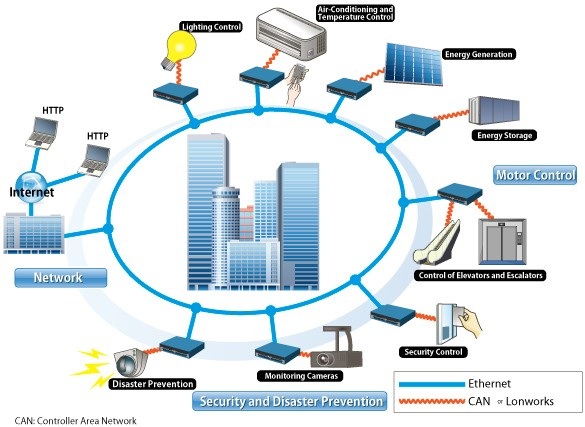 Lighting Control
Air-Conditioning and
Temperature Control
Energy Generation
HTTP
HTTP
Energy Storage
Internet
Motor Control
Network
Control of Elevators and Escalators
Security Control
Disaster Prevention
Monitoring Cameras
Security and Disaster Prevention
Ethernet
CAN or Lonworks
CAN: Controller Area Network